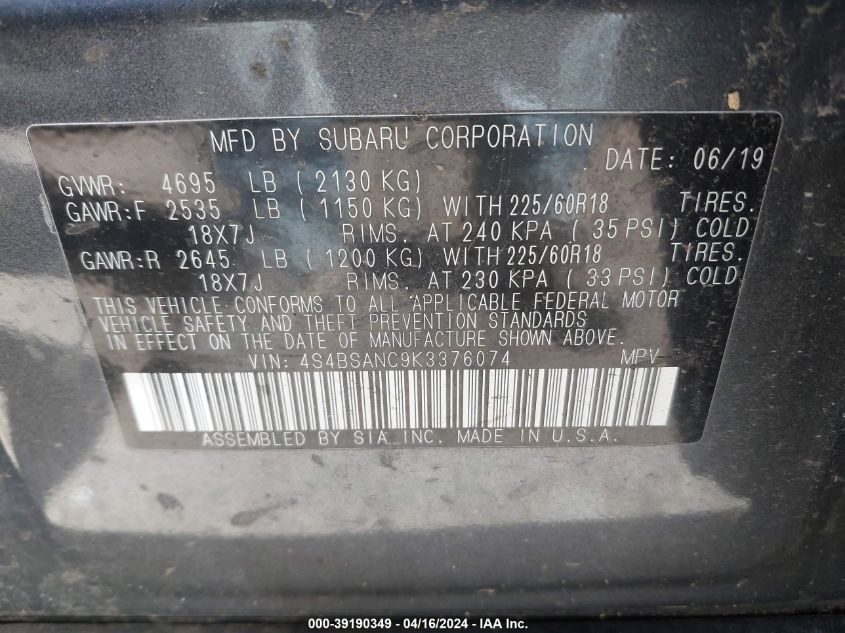 MFD BY SUBARU CORPORATION
DATE: 06/19
GVWR: 4695 LB ( 2130 KG)
GAWR:F 2535 LB ( 1150 KG) WITH 225/60R18 TIRES.
18X7J RIMS. AT 240 KPA ( 35 PSI) COLD
GAWR:R 2645 LB ( 1200 KG) WITH 225/60R18 TIRES.
18X7J RIMS. AT 230 KPA ( 33 PSI) COLD
THIS VEHICLE CONFORMS TO ALL APPLICABLE FEDERAL MOTOR
VEHICLE SAFETY AND THEFT PREVENTION STANDARDS
IN EFFECT ON THE DATE OF MANUFACTURE SHOWN ABOVE.
VIN: 4S4BSANC9K3376074 MPV
ASSEMBLED BY SIA INC. MADE IN U.S.A.
000-39190349 - 04/16/2024 - IAA Inc.